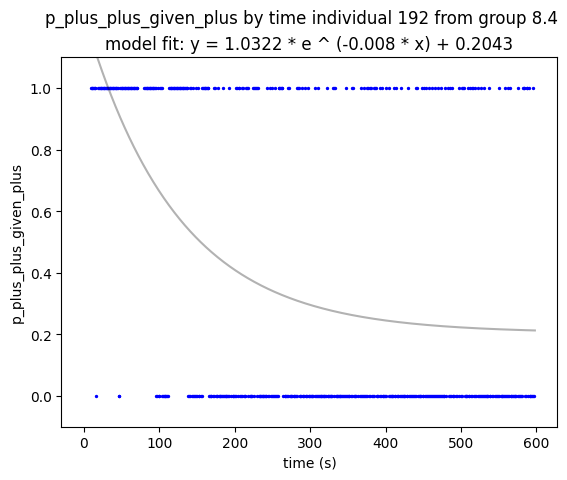 p_plus_plus_given_plus by time individual 192 from group 8.4
model fit: y = 1.0322 * e ^ (-0.008 * x) + 0.2043
p_plus_plus_given_plus
1.0
0.8
0.6
0.4
0.2
0.0
0 100 200 300 400 500 600
time (s)